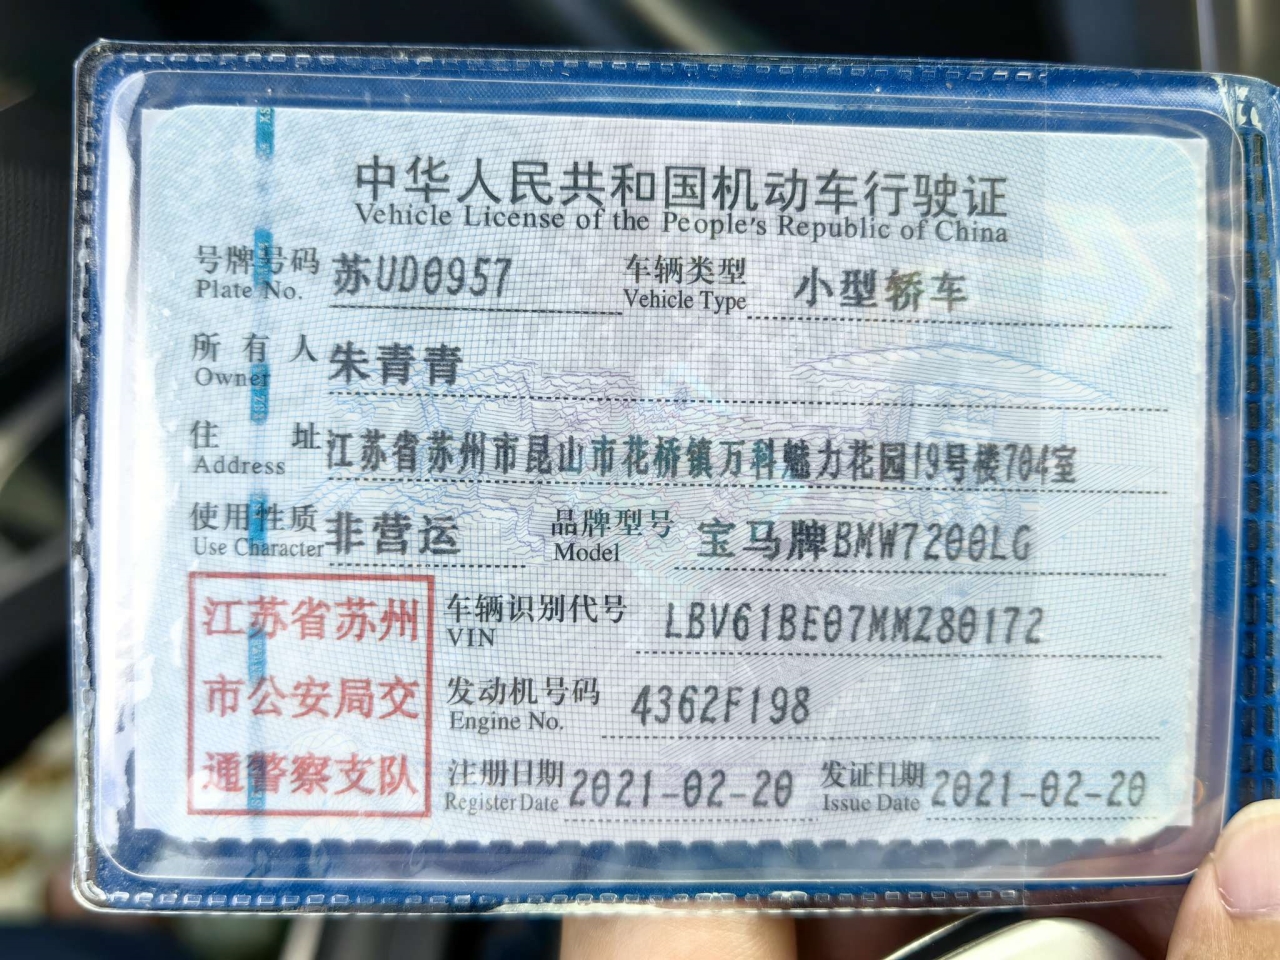 中华人民共和国机动车行驶证
Vehicle License of the People's Republic of China
号牌号码 苏UD0957 车辆类型 小型轿车
Plate No. Vehicle Type
所有人 朱青青
Owner
住址 江苏省苏州市昆山市花桥镇万科魅力花园19号楼704室
Address
使用性质 非营运 品牌型号 宝马牌BMW7200LG
Use Character Model
江苏省苏州
市公安局交
通警察支队
车辆识别代号 LBV61BE07MMZ80172
VIN
发动机号码 4362F198
Engine No.
注册日期 2021-02-20 发证日期 2021-02-20
Register Date Issue Date